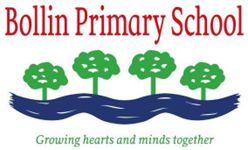 Bollin Primary School
Growing hearts and minds together